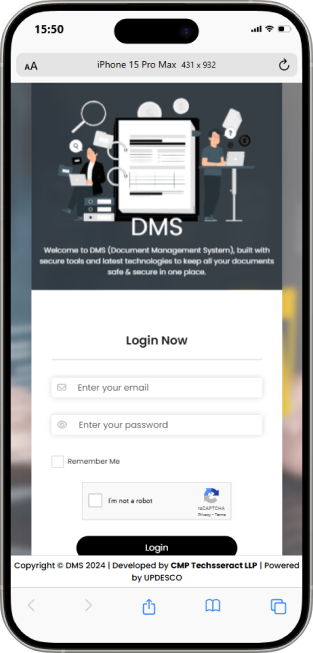 15:50
AA
iPhone 15 Pro Max 431 x 932
DMS
Welcome to DMS (Document Management System), built with
secure tools and latest technologies to keep all your documents
safe & secure in one place.
Login Now
Enter your email
Enter your password
Remember Me
I'm not a robot
reCAPTCHA
Privacy - Terms
Login
Copyright © DMS 2024 | Developed by CMP Techsseract LLP | Powered
by UPDESCO